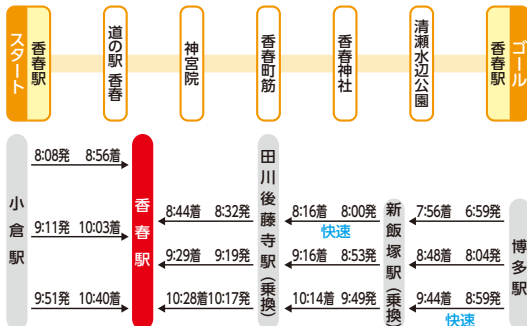 スタート
香春駅
道の駅 香春
神宮院
香春町筋
香春神社
清瀬水辺公園
香春駅
ゴール
小倉駅
8:08発 8:56着
9:11発 10:03着
9:51発 10:40着
香春駅
8:44着 8:32発
9:29着 9:19発
10:28着10:17発
田川後藤寺駅(乗換)
8:16着 8:00発
快速
9:16着 8:53発
10:14着 9:49発
新飯塚駅(乗換)
7:56着 6:59発
8:48着 8:04発
9:44着 8:59発
快速
博多駅